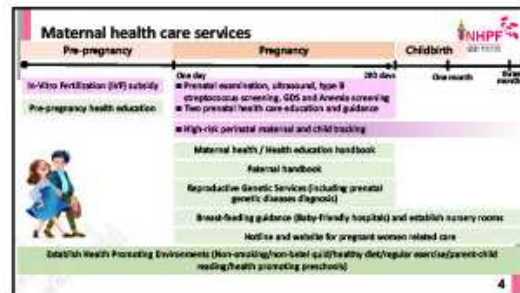 Maternal health care services
NHPF
Pre-pregnancy
Pregnancy
Childbirth
One day
280 days
One month
three months
In-Vitro Fertilization (IVF) subsidy
Pre-pregnancy health education
■ Prenatal examination, ultrasound, type B
streptococcus screening, GDS and Anemia screening
■ Two prenatal health care education and guidance
■ High-risk perinatal maternal and child tracking
Maternal health / Health education handbook
Paternal handbook
Reproductive Genetic Services (including prenatal
genetic diseases diagnosis)
Breast-feeding guidance (Baby-friendly hospitals) and establish nursery rooms
Hotline and website for pregnant women related care
Establish Health Promoting Environments (Non-smoking/non-betel quid/healthy diet/regular exercise/parent-child
reading/health promoting preschools)
4